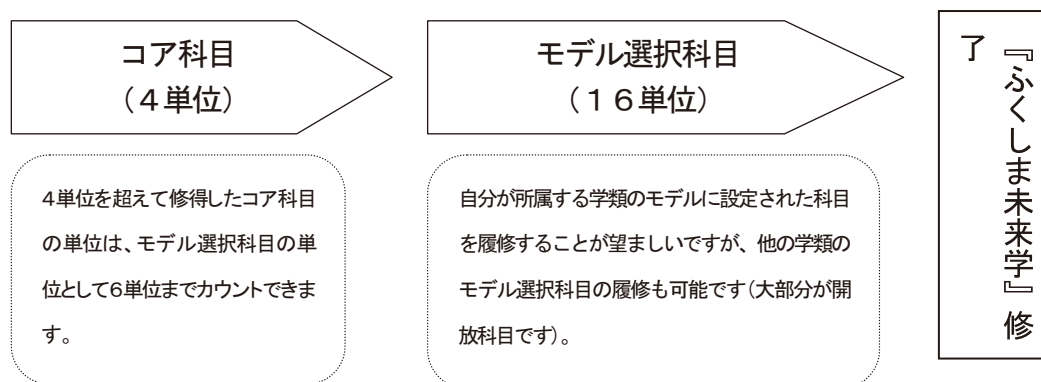 コア科目
（４単位）
モデル選択科目
（１６単位）
『ふくしま未来学』修
了
4単位を超えて修得したコア科目
の単位は、モデル選択科目の単
位として6単位までカウントできま
す。
自分が所属する学類のモデルに設定された科目
を履修することが望ましいですが、他の学類の
モデル選択科目の履修も可能です（大部分が開
放科目です）。